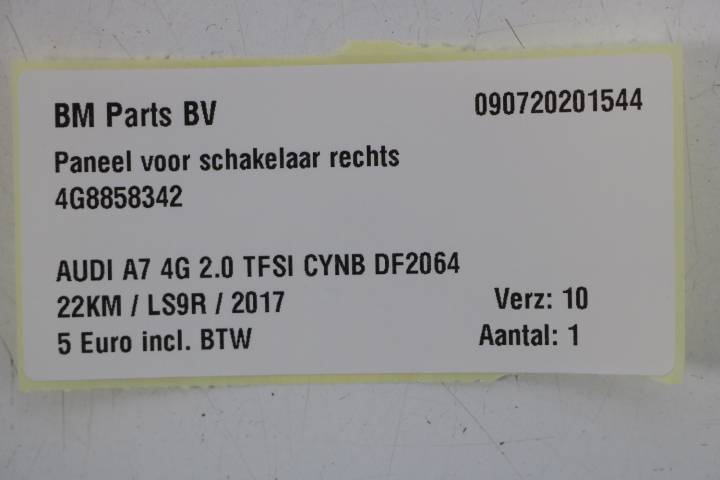 BM Parts BV 090720201544
Paneel voor schakelaar rechts
4G8858342
AUDI A7 4G 2.0 TFSI CYNB DF2064
22KM / LS9R / 2017 Verz: 10
5 Euro incl. BTW Aantal: 1